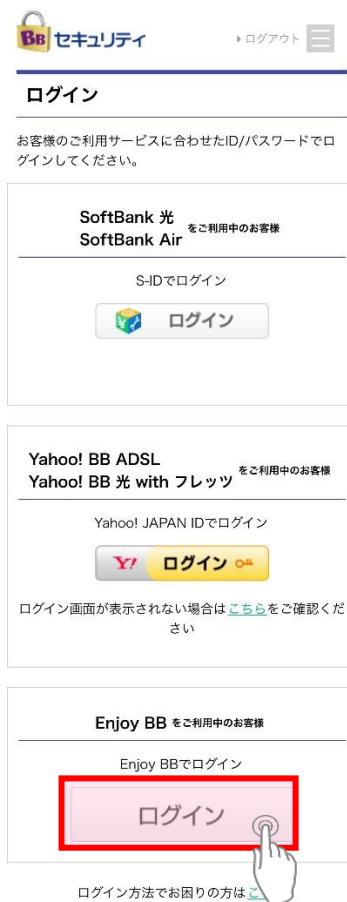 BB セキュリティ
ログアウト
ログイン
お客様のご利用サービスに合わせたID/パスワードでロ
グインしてください。
SoftBank 光
SoftBank Air
をご利用中のお客様
S-IDでログイン
ログイン
Yahoo! BB ADSL
Yahoo! BB 光 with フレッツ
をご利用中のお客様
Yahoo! JAPAN IDでログイン
Y! ログイン
ログイン画面が表示されない場合はこちらをご確認くだ
さい
Enjoy BB をご利用中のお客様
Enjoy BBでログイン
ログイン
ログイン方法でお困りの方はこ